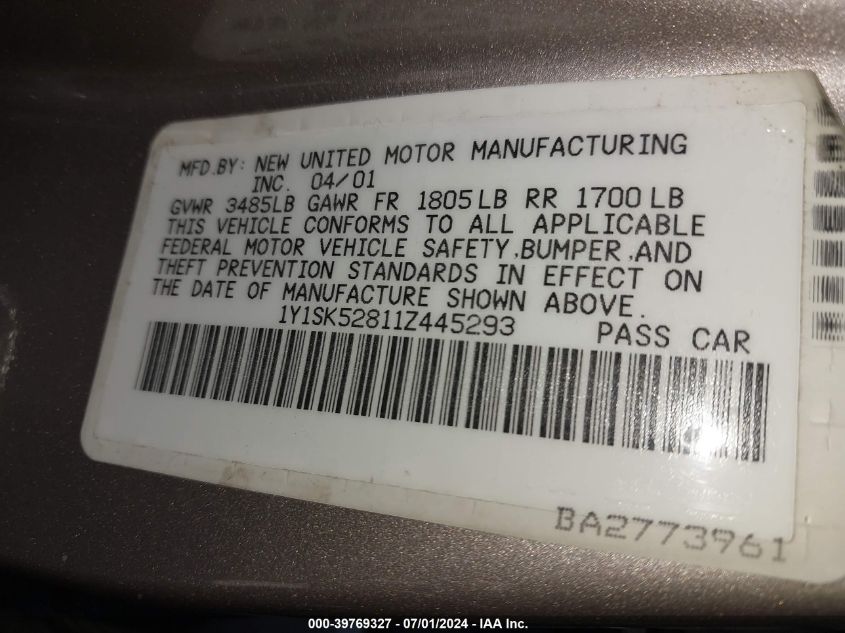 MFD.BY: NEW UNITED MOTOR MANUFACTURING
INC. 04/01
GVWR 3485LB GAWR FR 1805LB RR 1700LB
THIS VEHICLE CONFORMS TO ALL APPLICABLE
FEDERAL MOTOR VEHICLE SAFETY,BUMPER,AND
THEFT PREVENTION STANDARDS IN EFFECT ON
THE DATE OF MANUFACTURE SHOWN ABOVE.
1Y1SK52811Z445293 PASS CAR
BA2773961
000-39769327 // 07/01/2024 // IAA Inc.